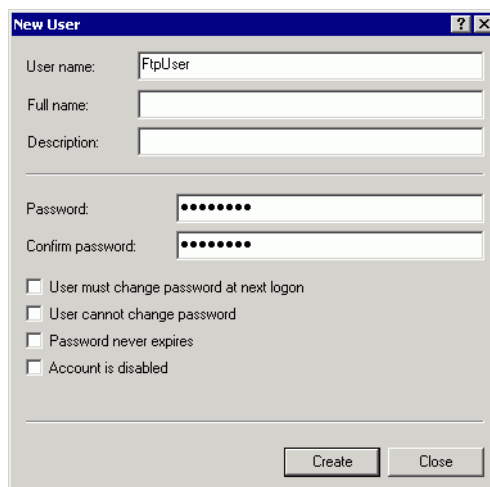 New User
User name: FtpUser
Full name:
Description:
Password: ●●●●●●●●
Confirm password: ●●●●●●●●
User must change password at next logon
User cannot change password
Password never expires
Account is disabled
Create Close